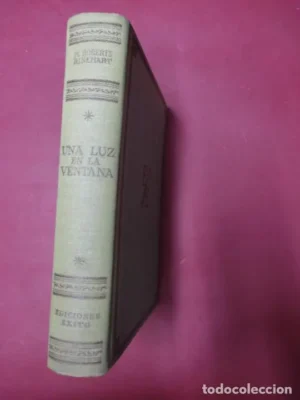 M. ROBERTS
RINEHART
UNA LUZ
EN LA
VENTANA
EDICIONES
EXITO
todocoleccion